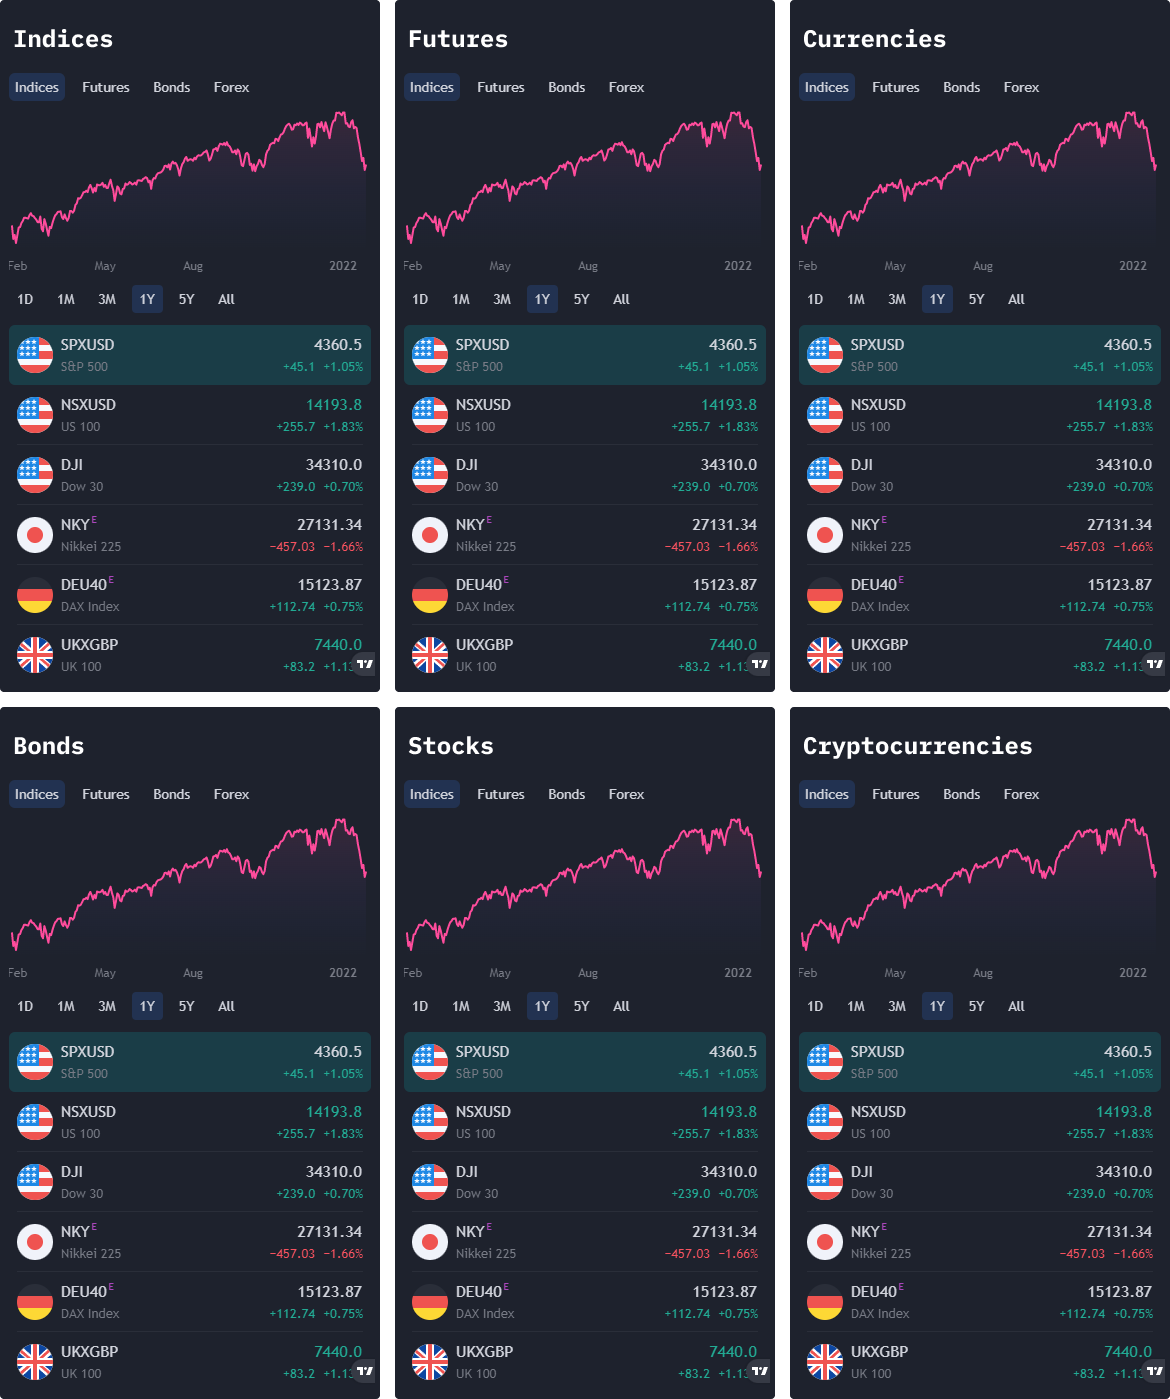 Indices
Indices Futures Bonds Forex
Feb May Aug 2022
1D 1M 3M 1Y 5Y All
SPXUSD 4360.5
S&P 500 +45.1 +1.05%
NSXUSD 14193.8
US 100 +255.7 +1.83%
DJI 34310.0
Dow 30 +239.0 +0.70%
NKY E 27131.34
Nikkei 225 −457.03 −1.66%
DEU40 E 15123.87
DAX Index +112.74 +0.75%
UKXGBP 7440.0
UK 100 +83.2
Futures
Indices Futures Bonds Forex
Feb May Aug 2022
1D 1M 3M 1Y 5Y All
SPXUSD 4360.5
S&P 500 +45.1 +1.05%
NSXUSD 14193.8
US 100 +255.7 +1.83%
DJI 34310.0
Dow 30 +239.0 +0.70%
NKY E 27131.34
Nikkei 225 −457.03 −1.66%
DEU40 E 15123.87
DAX Index +112.74 +0.75%
UKXGBP 7440.0
UK 100 +83.2
Currencies
Indices Futures Bonds Forex
Feb May Aug 2022
1D 1M 3M 1Y 5Y All
SPXUSD 4360.5
S&P 500 +45.1 +1.05%
NSXUSD 14193.8
US 100 +255.7 +1.83%
DJI 34310.0
Dow 30 +239.0 +0.70%
NKY E 27131.34
Nikkei 225 −457.03 −1.66%
DEU40 E 15123.87
DAX Index +112.74 +0.75%
UKXGBP 7440.0
UK 100 +83.2
Bonds
Indices Futures Bonds Forex
Feb May Aug 2022
1D 1M 3M 1Y 5Y All
SPXUSD 4360.5
S&P 500 +45.1 +1.05%
NSXUSD 14193.8
US 100 +255.7 +1.83%
DJI 34310.0
Dow 30 +239.0 +0.70%
NKY E 27131.34
Nikkei 225 −457.03 −1.66%
DEU40 E 15123.87
DAX Index +112.74 +0.75%
UKXGBP 7440.0
UK 100 +83.2
Stocks
Indices Futures Bonds Forex
Feb May Aug 2022
1D 1M 3M 1Y 5Y All
SPXUSD 4360.5
S&P 500 +45.1 +1.05%
NSXUSD 14193.8
US 100 +255.7 +1.83%
DJI 34310.0
Dow 30 +239.0 +0.70%
NKY E 27131.34
Nikkei 225 −457.03 −1.66%
DEU40 E 15123.87
DAX Index +112.74 +0.75%
UKXGBP 7440.0
UK 100 +83.2
Cryptocurrencies
Indices Futures Bonds Forex
Feb May Aug 2022
1D 1M 3M 1Y 5Y All
SPXUSD 4360.5
S&P 500 +45.1 +1.05%
NSXUSD 14193.8
US 100 +255.7 +1.83%
DJI 34310.0
Dow 30 +239.0 +0.70%
NKY E 27131.34
Nikkei 225 −457.03 −1.66%
DEU40 E 15123.87
DAX Index +112.74 +0.75%
UKXGBP 7440.0
UK 100 +83.2